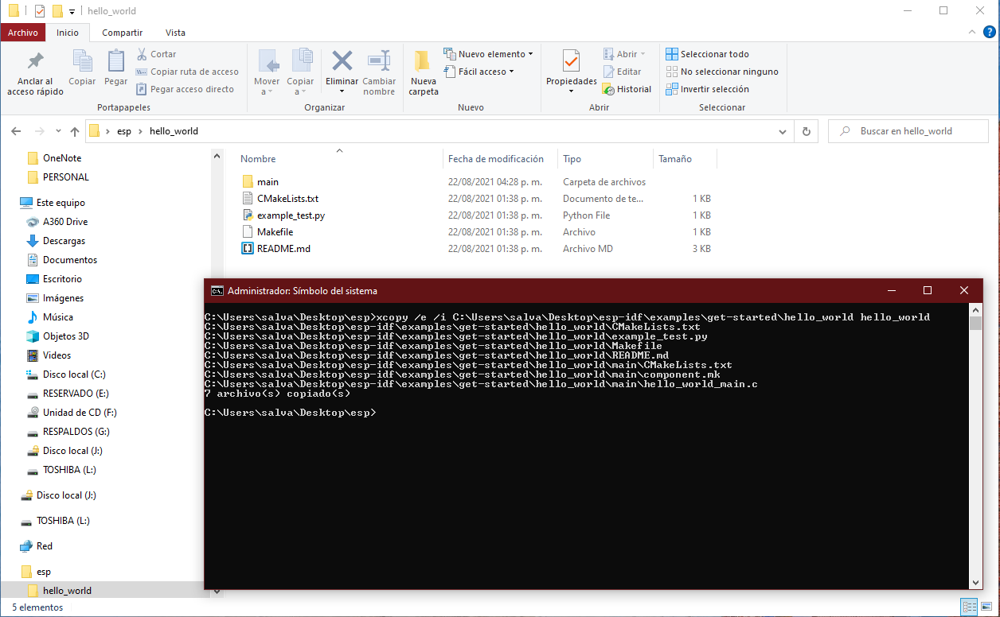 hello_world
Archivo Inicio Compartir Vista
Anclar al acceso rápido
Copiar
Pegar
Cortar
Copiar ruta de acceso
Pegar acceso directo
Portapapeles
Mover a
Copiar a
Eliminar
Cambiar nombre
Organizar
Nueva carpeta
Nuevo elemento
Fácil acceso
Nuevo
Propiedades
Abrir
Editar
Historial
Abrir
Seleccionar todo
No seleccionar ninguno
Invertir selección
Seleccionar
esp > hello_world
Buscar en hello_world
OneNote
PERSONAL
Este equipo
A360 Drive
Descargas
Documentos
Escritorio
Imágenes
Música
Objetos 3D
Videos
Disco local (C:)
RESERVADO (E:)
Unidad de CD (F:)
RESPALDOS (G:)
Disco local (J:)
TOSHIBA (L:)
Disco local (J:)
TOSHIBA (L:)
Red
esp
hello_world
Nombre Fecha de modificación Tipo Tamaño
main 22/08/2021 04:28 p. m. Carpeta de archivos
CMakeLists.txt 22/08/2021 01:38 p. m. Documento de te... 1 KB
example_test.py 22/08/2021 01:38 p. m. Python File 1 KB
Makefile 22/08/2021 01:38 p. m. Archivo 1 KB
README.md 22/08/2021 01:38 p. m. Archivo MD 3 KB
Administrador: Símbolo del sistema
C:\Users\salva\Desktop\esp>xcopy /e /i C:\Users\salva\Desktop\esp-idf\examples\get-started\hello_world hello_world
C:\Users\salva\Desktop\esp-idf\examples\get-started\hello_world\CMakeLists.txt
C:\Users\salva\Desktop\esp-idf\examples\get-started\hello_world\example_test.py
C:\Users\salva\Desktop\esp-idf\examples\get-started\hello_world\Makefile
C:\Users\salva\Desktop\esp-idf\examples\get-started\hello_world\README.md
C:\Users\salva\Desktop\esp-idf\examples\get-started\hello_world\main\CMakeLists.txt
C:\Users\salva\Desktop\esp-idf\examples\get-started\hello_world\main\component.mk
C:\Users\salva\Desktop\esp-idf\examples\get-started\hello_world\main\hello_world_main.c
7 archivo(s) copiado(s)
C:\Users\salva\Desktop\esp>
5 elementos